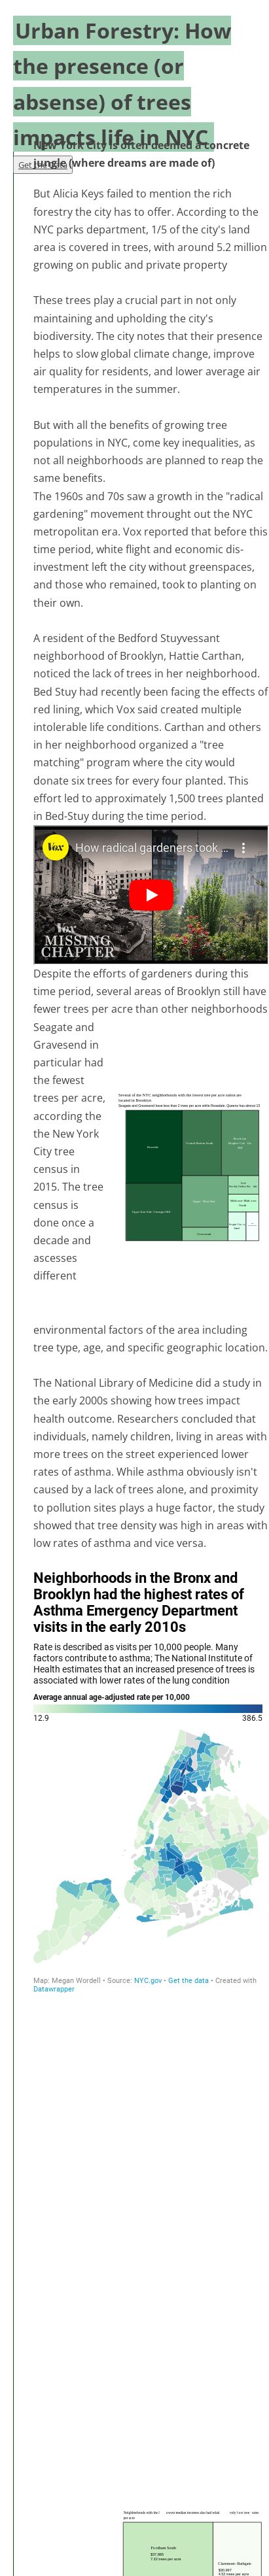 Urban Forestry: How
the presence (or
absense) of trees
impacts life in NYC
New York City is often deemed a concrete
jungle (where dreams are made of)
Get the Data
But Alicia Keys failed to mention the rich
forestry the city has to offer. According to the
NYC parks department, 1/5 of the city's land
area is covered in trees, with around 5.2 million
growing on public and private property
These trees play a crucial part in not only
maintaining and upholding the city's
biodiversity. The city notes that their presence
helps to slow global climate change, improve
air quality for residents, and lower average air
temperatures in the summer.
But with all the benefits of growing tree
populations in NYC, come key inequalities, as
not all neighborhoods are planned to reap the
same benefits.
The 1960s and 70s saw a growth in the "radical
gardening" movement throught out the NYC
metropolitan era. Vox reported that before this
time period, white flight and economic dis-
investment left the city without greenspaces,
and those who remained, took to planting on
their own.
A resident of the Bedford Stuyvessant
neighborhood of Brooklyn, Hattie Carthan,
noticed the lack of trees in her neighborhood.
Bed Stuy had recently been facing the effects of
red lining, which Vox said created multiple
intolerable life conditions. Carthan and others
in her neighborhood organized a "tree
matching" program where the city would
donate six trees for every four planted. This
effort led to approximately 1,500 trees planted
in Bed-Stuy during the time period.
Vox
How radical gardeners took ...
Vox
MISSING
CHAPTER
Despite the efforts of gardeners during this
time period, several areas of Brooklyn still have
fewer trees per acre than other neighborhoods
Seagate and
Gravesend in
particular had
the fewest
trees per acre,
according the
the New York
City tree
census in
2015. The tree
census is
done once a
decade and
ascesses
different
Several of the NYC neighborhoods with the lowest tree per acre ratios are
located in Brooklyn
environmental factors of the area including
tree type, age, and specific geographic location.
The National Library of Medicine did a study in
the early 2000s showing how trees impact
health outcome. Researchers concluded that
individuals, namely children, living in areas with
more trees on the street experienced lower
rates of asthma. While asthma obviously isn't
caused by a lack of trees alone, and proximity
to pollution sites plays a huge factor, the study
showed that tree density was high in areas with
low rates of asthma and vice versa.
Neighborhoods in the Bronx and
Brooklyn had the highest rates of
Asthma Emergency Department
visits in the early 2010s
Rate is described as visits per 10,000 people. Many
factors contribute to asthma; The National Institute of
Health estimates that an increased presence of trees is
associated with lower rates of the lung condition
Average annual age-adjusted rate per 10,000
12.9 386.5
Map: Megan Wordell • Source: NYC.gov • Get the data • Created with
Datawrapper